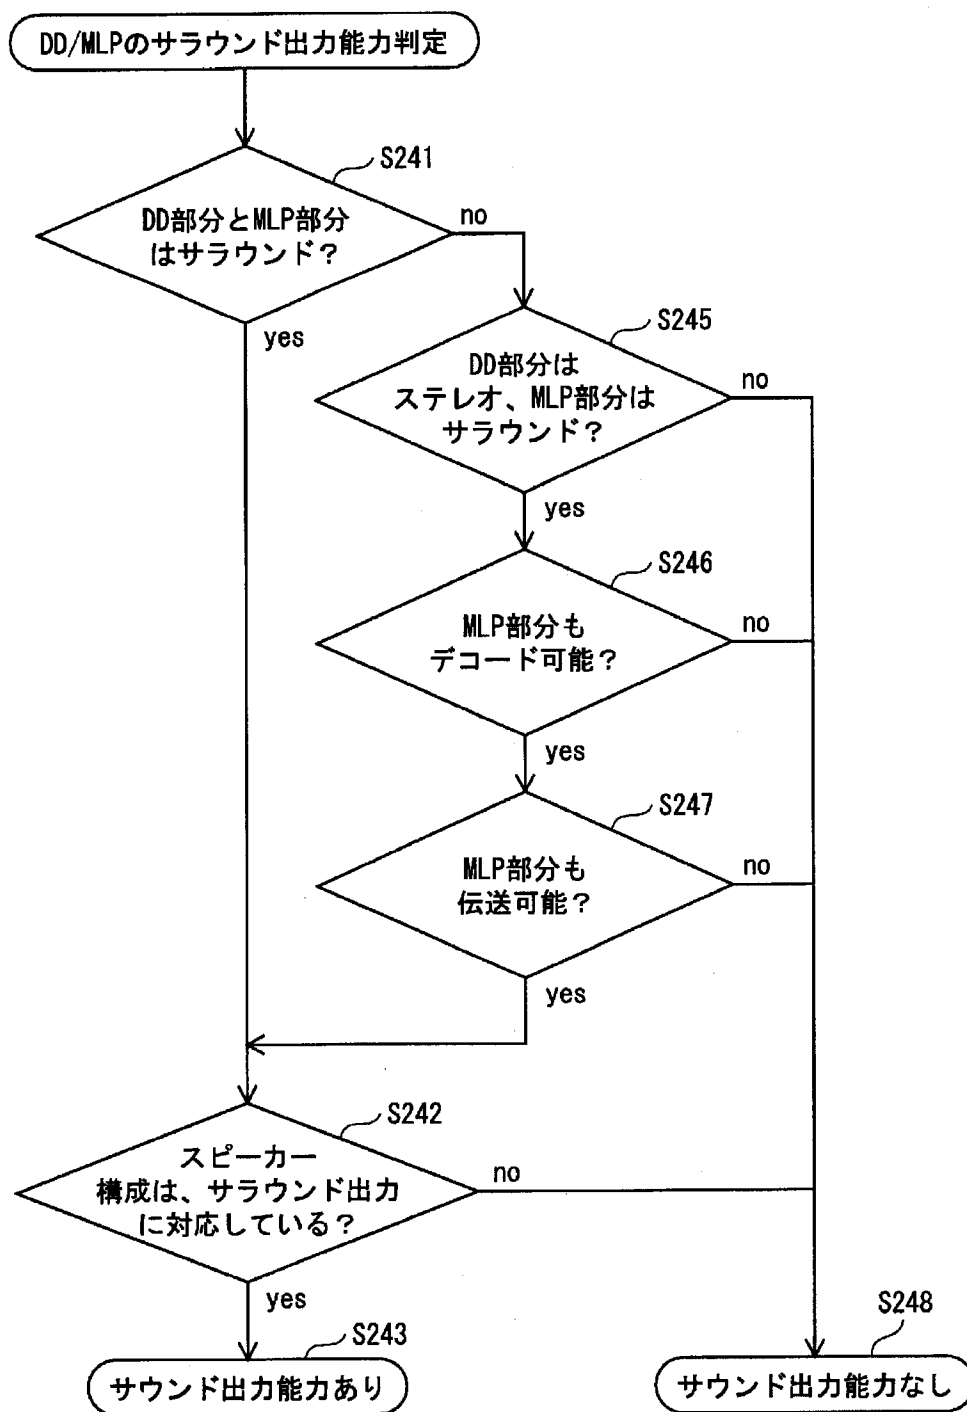 DD/MLPのサラウンド出力能力判定
S241
DD部分とMLP部分
はサラウンド？
no
yes
S245
DD部分は
ステレオ、MLP部分は
サラウンド？
no
yes
S246
MLP部分も
デコード可能？
no
yes
S247
MLP部分も
伝送可能？
no
yes
S242
スピーカー
構成は、サラウンド出力
に対応している？
no
yes
S243
サウンド出力能力あり
S248
サウンド出力能力なし